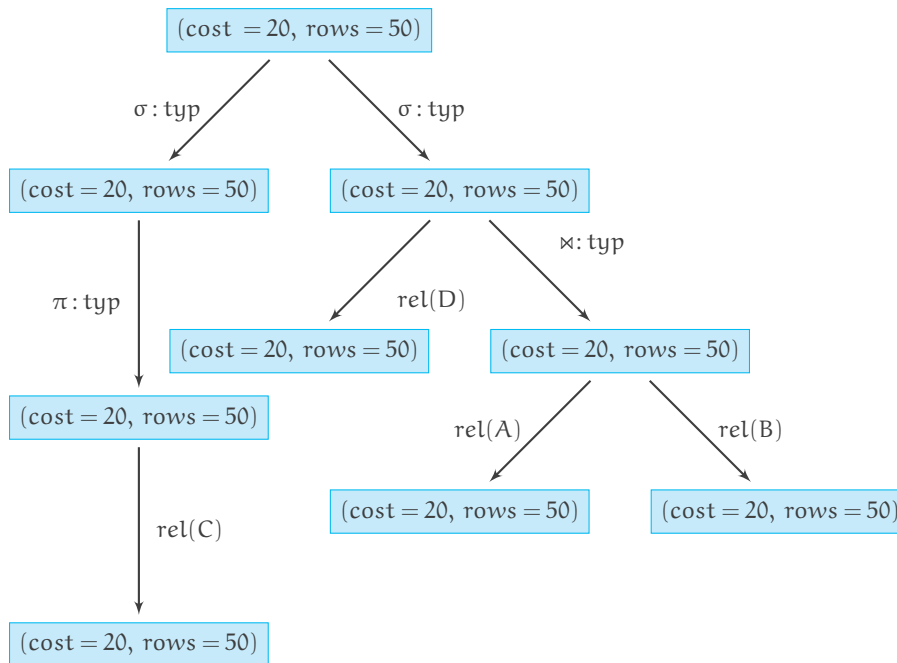 (cost = 20, rows = 50)
σ : typ
σ : typ
(cost = 20, rows = 50)
(cost = 20, rows = 50)
⋈: typ
π : typ
rel(D)
(cost = 20, rows = 50)
(cost = 20, rows = 50)
(cost = 20, rows = 50)
rel(A)
rel(B)
(cost = 20, rows = 50)
(cost = 20, rows = 50)
rel(C)
(cost = 20, rows = 50)